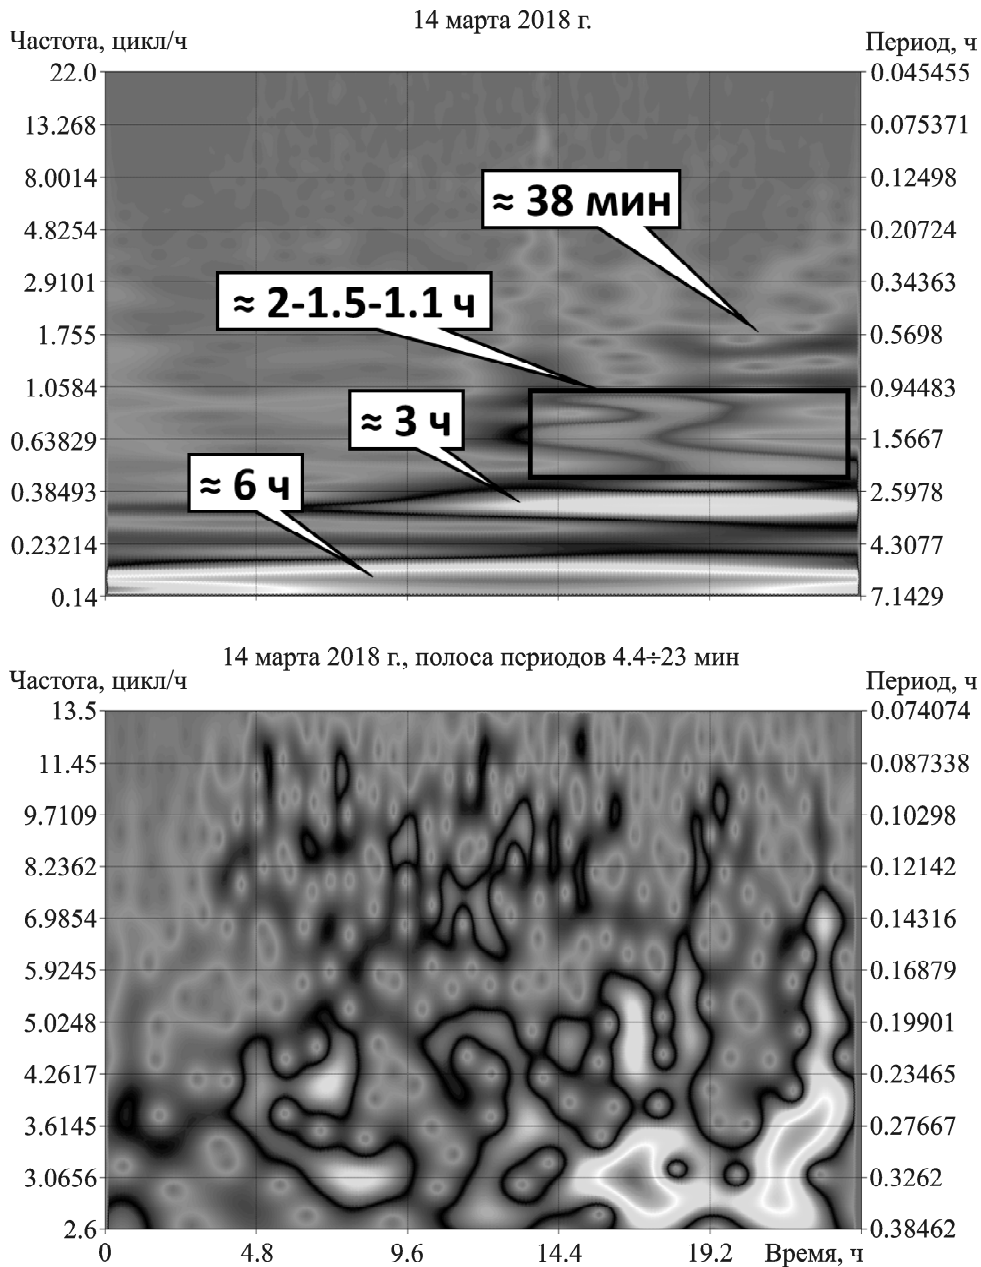 14 марта 2018 г.
Частота, цикл/ч Период, ч
22.0 0.045455
13.268 0.075371
8.0014 0.12498
≈ 38 мин
4.8254 0.20724
2.9101 0.34363
≈ 2-1.5-1.1 ч
1.755 0.5698
1.0584 0.94483
≈ 3 ч
0.63829 1.5667
≈ 6 ч
0.38493 2.5978
0.23214 4.3077
0.14 7.1429
14 марта 2018 г., полоса периодов 4.4÷23 мин
Частота, цикл/ч Период, ч
13.5 0.074074
11.45 0.087338
9.7109 0.10298
8.2362 0.12142
6.9854 0.14316
5.9245 0.16879
5.0248 0.19901
4.2617 0.23465
3.6145 0.27667
3.0656 0.3262
2.6 0.38462
0 4.8 9.6 14.4 19.2 Время, ч